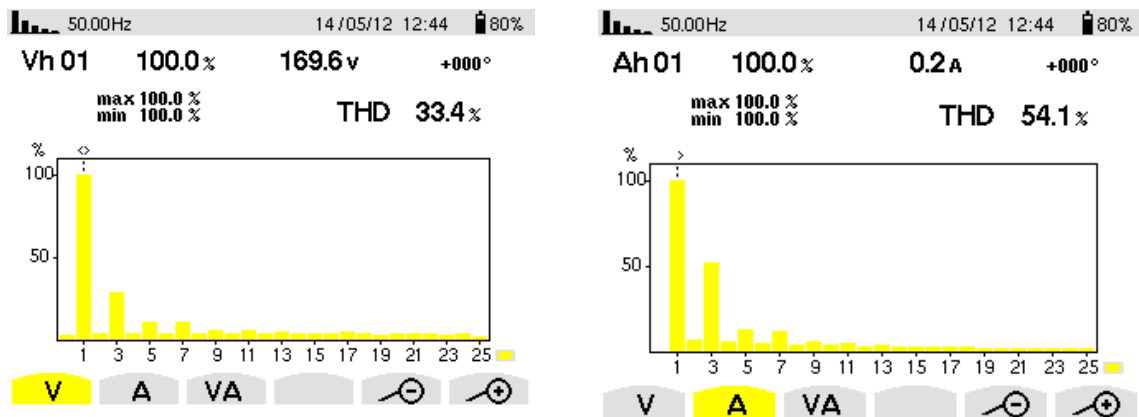 50.00Hz 14/05/12 12:44 80%
Vh 01 100.0 % 169.6 v +000°
max 100.0 %
min 100.0 %
THD 33.4 %
%
<>
100
50
1 3 5 7 9 11 13 15 17 19 21 23 25
V A VA
50.00Hz 14/05/12 12:44 80%
Ah 01 100.0 % 0.2 A +000°
max 100.0 %
min 100.0 %
THD 54.1 %
%
>
100
50
1 3 5 7 9 11 13 15 17 19 21 23 25
V A VA